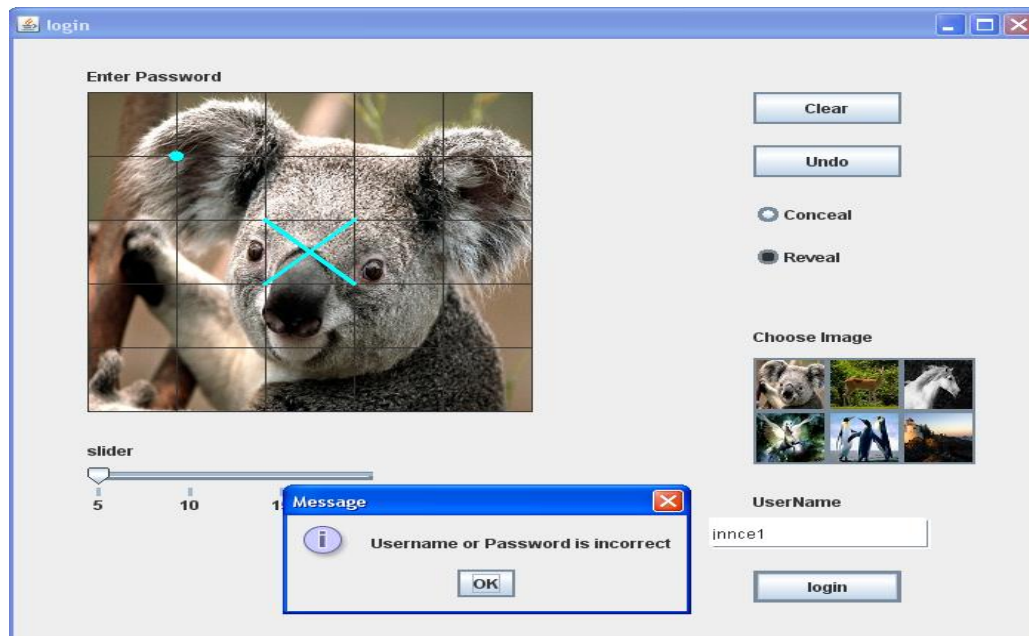 login
Enter Password
Clear
Undo
Conceal
Reveal
Choose Image
slider
5 10
Message
Username or Password is incorrect
OK
UserName
jnnce1
login